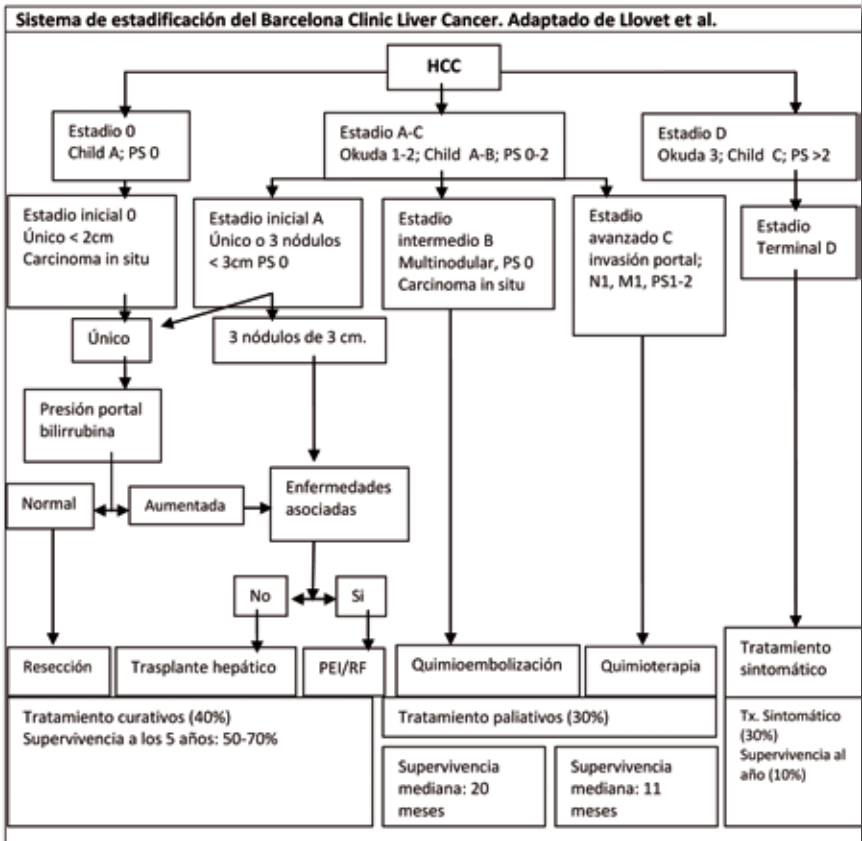 Sistema de estadificación del Barcelona Clinic Liver Cancer. Adaptado de Llovet et al.
HCC
Estadio 0
Child A; PS 0
Estadio A-C
Okuda 1-2; Child A-B; PS 0-2
Estadio D
Okuda 3; Child C; PS >2
Estadio inicial 0
Único < 2cm
Carcinoma in situ
Estadio inicial A
Único o 3 nódulos
< 3cm PS 0
Estadio
intermedio B
Multinodular, PS 0
Carcinoma in situ
Estadio
avanzado C
invasión portal;
N1, M1, PS1-2
Estadio
Terminal D
Único
3 nódulos de 3 cm.
Presión portal
bilirrubina
Normal
Aumentada
Enfermedades
asociadas
No
Si
Resección
Trasplante hepático
PEI/RF
Quimioembolización
Quimioterapia
Tratamiento
sintomático
Tratamiento curativos (40%)
Supervivencia a los 5 años: 50-70%
Tratamiento paliativos (30%)
Tx. Sintomático
(30%)
Supervivencia al
año (10%)
Supervivencia
mediana: 20
meses
Supervivencia
mediana: 11
meses